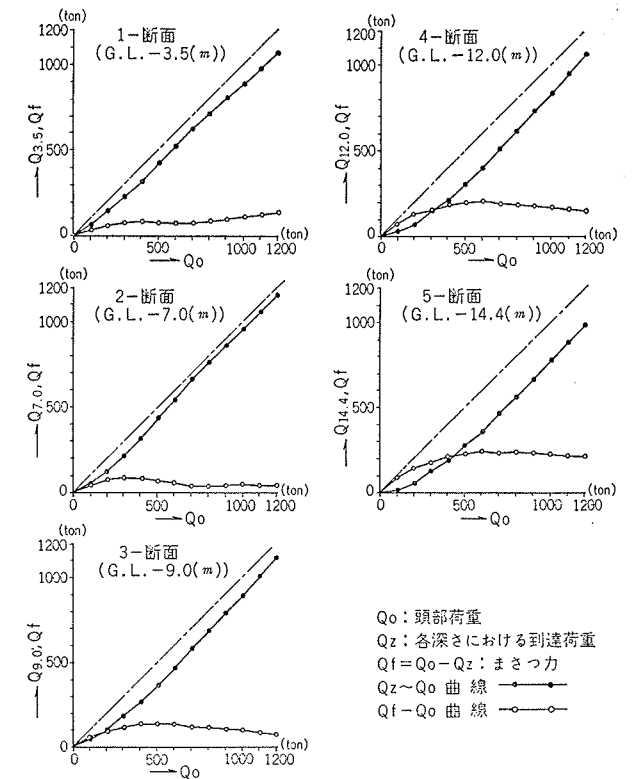 (ton)
1200
1-断面
(G.L.-3.5(m))
1000
500
0
→Q3.5, Qf
0 500 1000 1200
(ton)
→Qo
(ton)
1200
4-断面
(G.L.-12.0(m))
1000
500
0
→Q12.0, Qf
0 500 1000 1200
(ton)
→Qo
(ton)
1200
2-断面
(G.L.-7.0(m))
1000
500
0
→Q7.0, Qf
0 500 1000 1200
(ton)
→Qo
(ton)
1200
5-断面
(G.L.-14.4(m))
1000
500
0
→Q14.4, Qf
0 500 1000 1200
(ton)
→Qo
(ton)
1200
3-断面
(G.L.-9.0(m))
1000
500
0
→Q9.0, Qf
0 500 1000 1200
(ton)
→Qo
Qo:頭部荷重
Qz:各深さにおける到達荷重
Qf=Qo-Qz:まさつ力
Qz~Qo 曲線
Qf-Qo 曲線